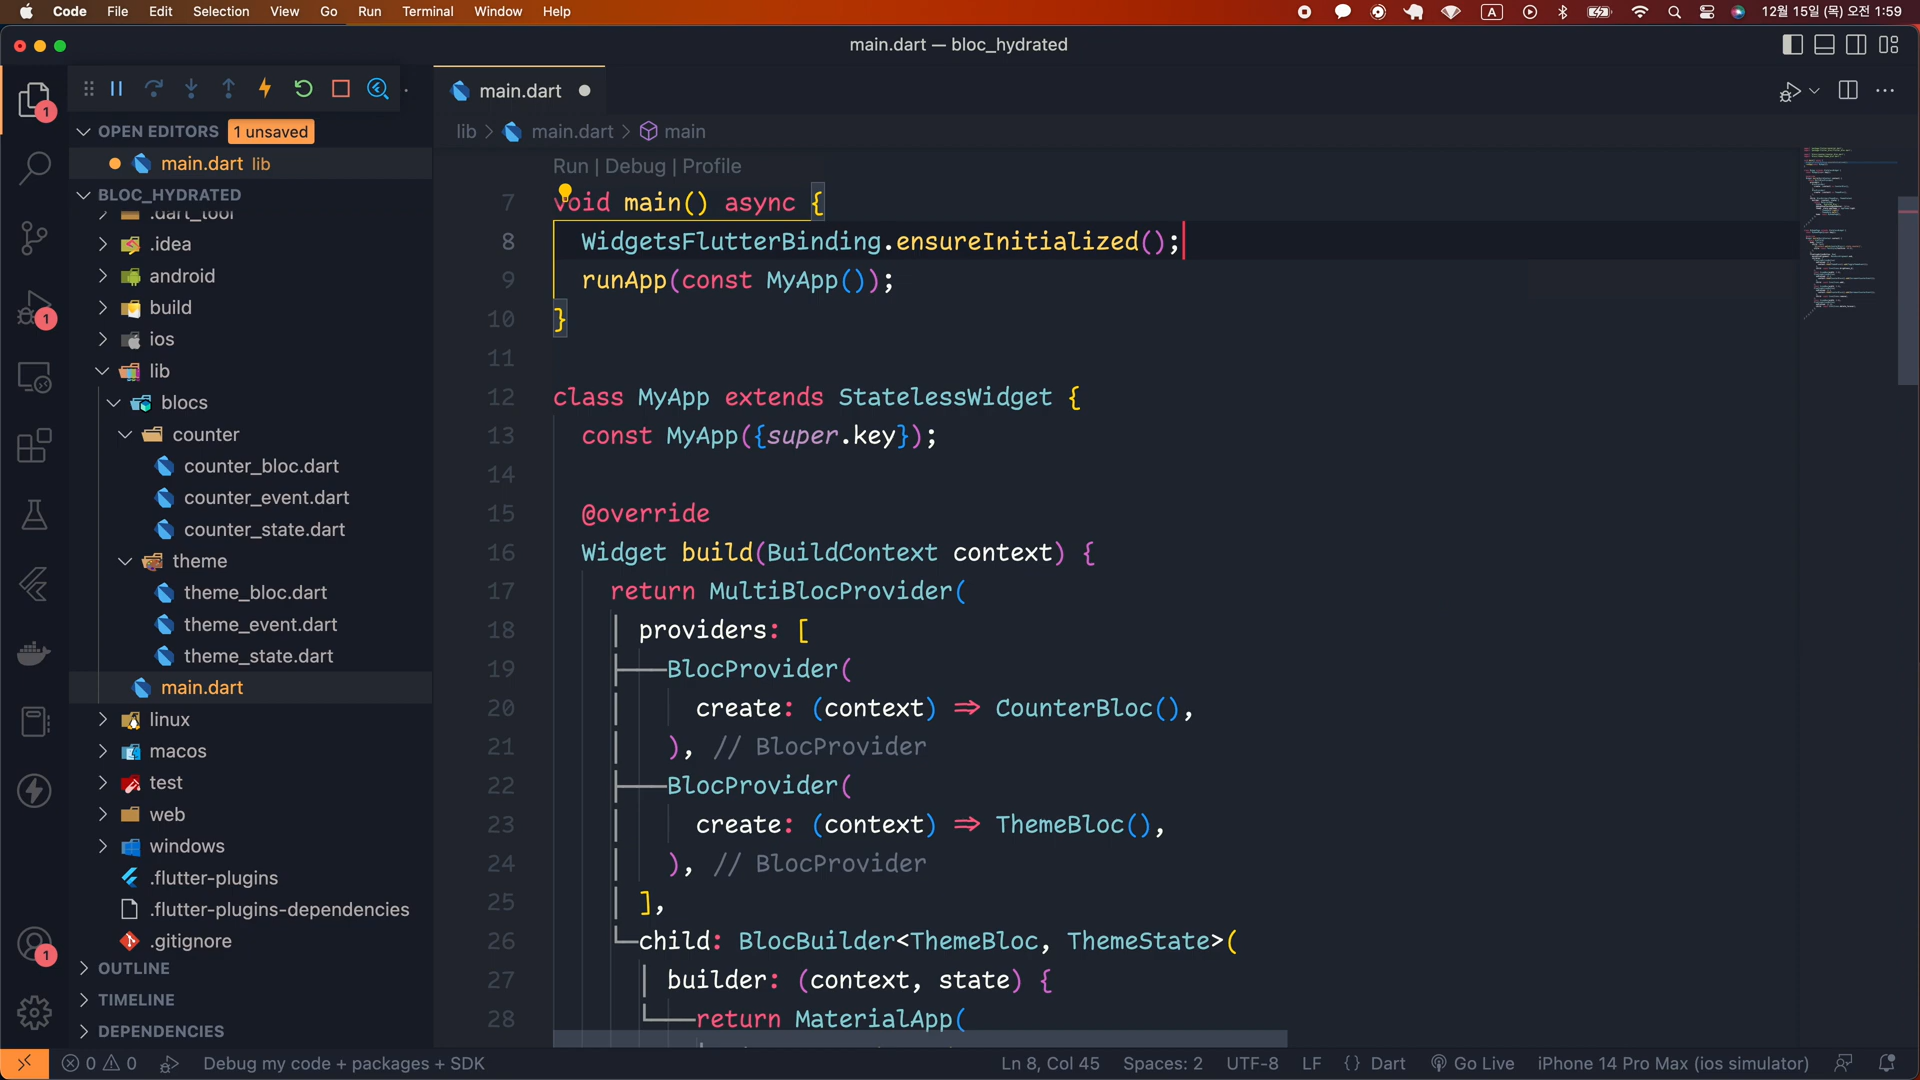 Code File Edit Selection View Go Run Terminal Window Help A 12월 15일 (목) 오전 1:59
main.dart — bloc_hydrated
1
OPEN EDITORS 1 unsaved
main.dart lib
BLOC_HYDRATED
.dart_tool
.idea
android
build
1
ios
lib
blocs
counter
counter_bloc.dart
counter_event.dart
counter_state.dart
theme
theme_bloc.dart
theme_event.dart
theme_state.dart
main.dart
linux
macos
test
web
windows
.flutter-plugins
.flutter-plugins-dependencies
.gitignore
1
OUTLINE
TIMELINE
DEPENDENCIES
main.dart
lib > main.dart > main
Run | Debug | Profile
7 void main() async {
8 WidgetsFlutterBinding.ensureInitialized();
9 runApp(const MyApp());
10 }
11
12 class MyApp extends StatelessWidget {
13 const MyApp({super.key});
14
15 @override
16 Widget build(BuildContext context) {
17 return MultiBlocProvider(
18 providers: [
19 BlocProvider(
20 create: (context) => CounterBloc(),
21 ), // BlocProvider
22 BlocProvider(
23 create: (context) => ThemeBloc(),
24 ), // BlocProvider
25 ],
26 child: BlocBuilder<ThemeBloc, ThemeState>(
27 builder: (context, state) {
28 return MaterialApp(
0 0 Debug my code + packages + SDK Ln 8, Col 45 Spaces: 2 UTF-8 LF {} Dart Go Live iPhone 14 Pro Max (ios simulator)